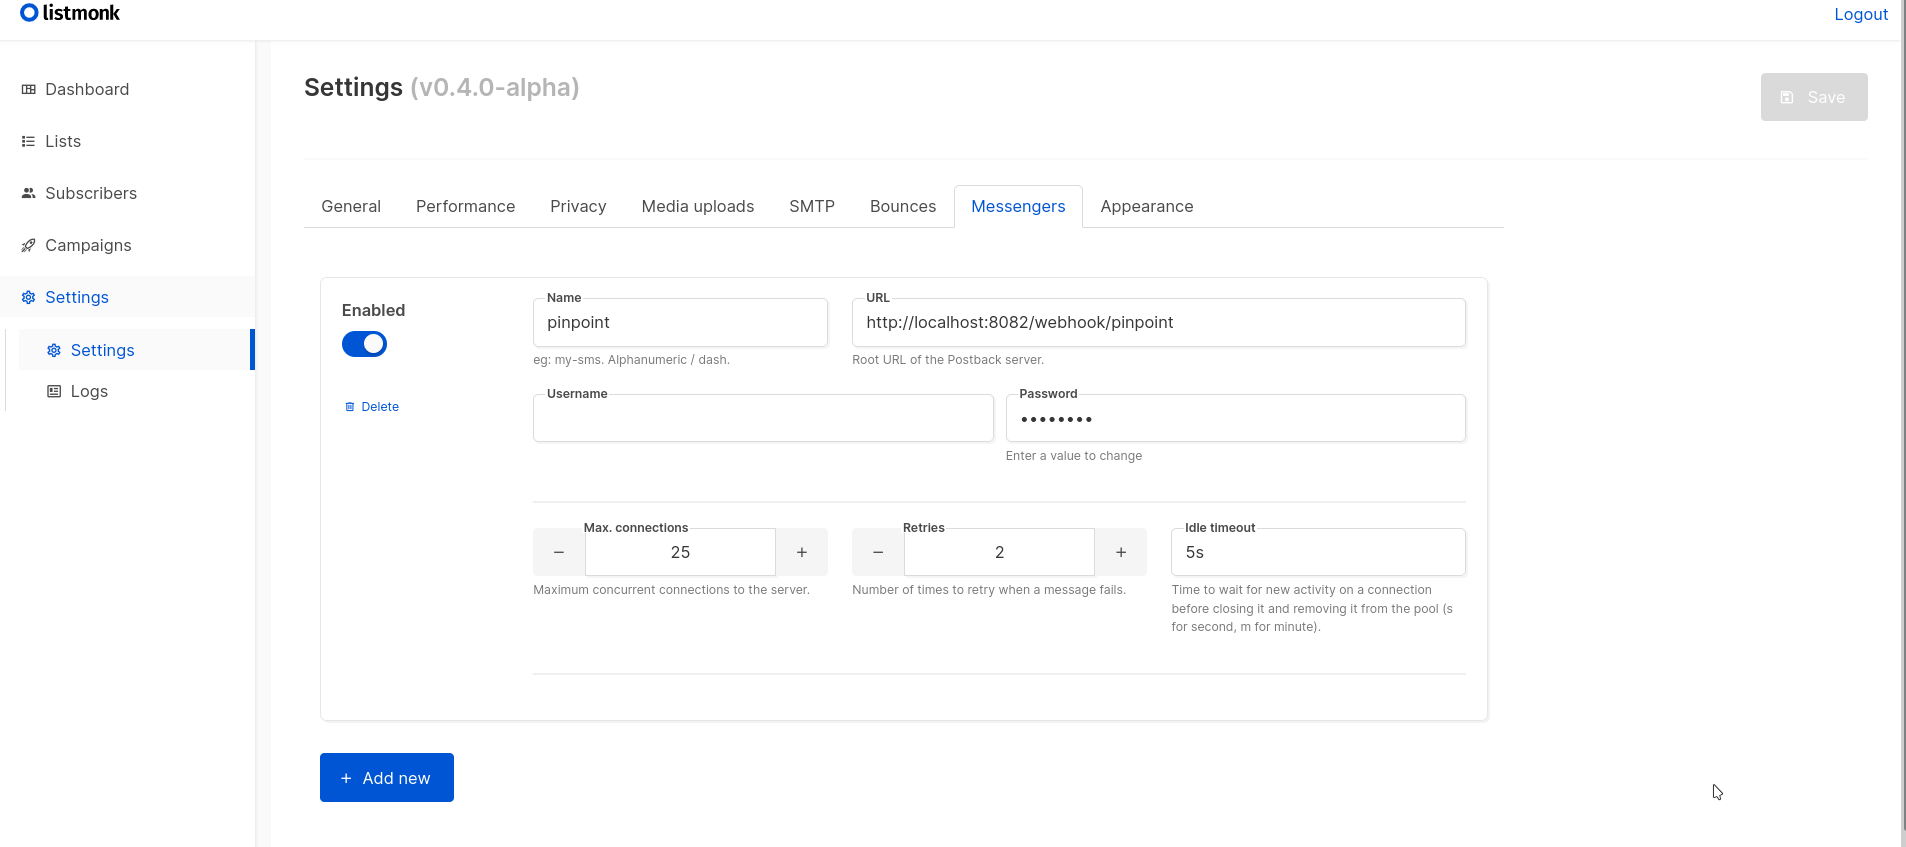 listmonk
Logout
Dashboard
Lists
Subscribers
Campaigns
Settings
Settings
Logs
Settings (v0.4.0-alpha)
Save
General Performance Privacy Media uploads SMTP Bounces Messengers Appearance
Enabled
Delete
Name
pinpoint
eg: my-sms. Alphanumeric / dash.
URL
http://localhost:8082/webhook/pinpoint
Root URL of the Postback server.
Username
Password
••••••••
Enter a value to change
Max. connections
− 25 +
Maximum concurrent connections to the server.
Retries
− 2 +
Number of times to retry when a message fails.
Idle timeout
5s
Time to wait for new activity on a connection
before closing it and removing it from the pool (s
for second, m for minute).
+ Add new